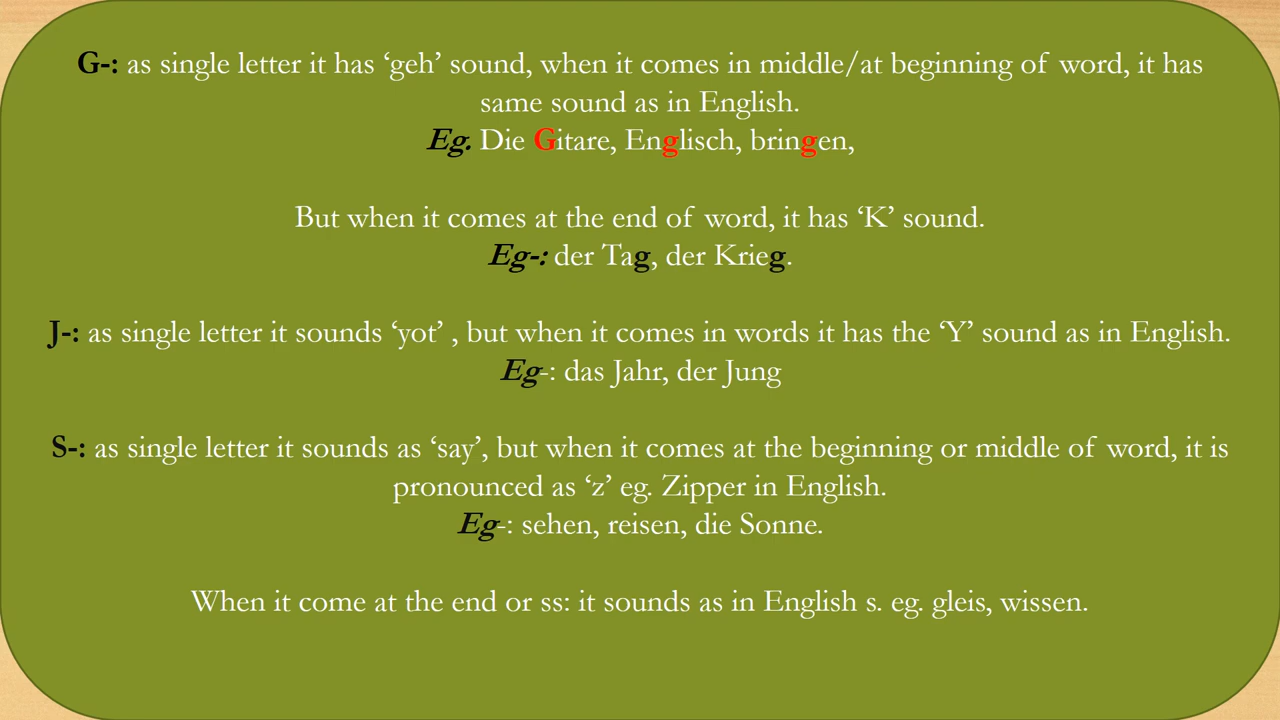 G-: as single letter it has ‘geh’ sound, when it comes in middle/at beginning of word, it has
same sound as in English.
Eg. Die Gitare, Englisch, bringen,
But when it comes at the end of word, it has ‘K’ sound.
Eg-: der Tag, der Krieg.
J-: as single letter it sounds ‘yot’ , but when it comes in words it has the ‘Y’ sound as in English.
Eg-: das Jahr, der Jung
S-: as single letter it sounds as ‘say’, but when it comes at the beginning or middle of word, it is
pronounced as ‘z’ eg. Zipper in English.
Eg-: sehen, reisen, die Sonne.
When it come at the end or ss: it sounds as in English s. eg. gleis, wissen.